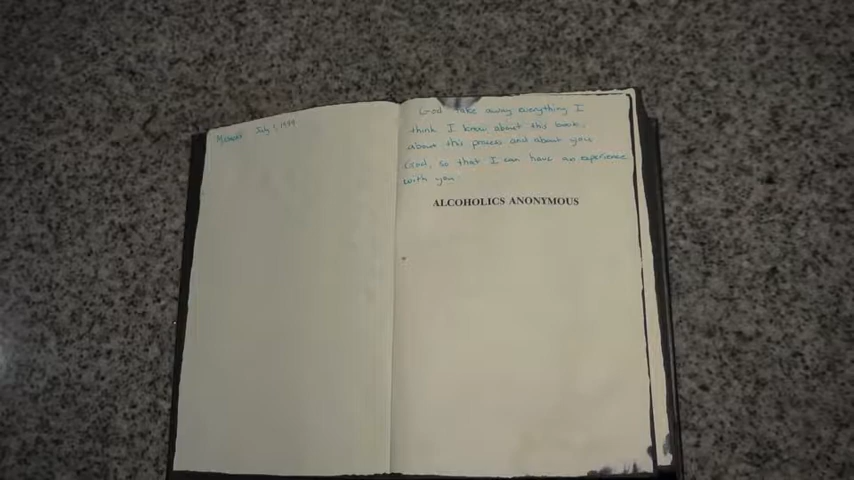 July 1, 1999
God take away everything I
think I know about this book,
about this process and about you
God, so that I can have an experience
with you.
ALCOHOLICS ANONYMOUS